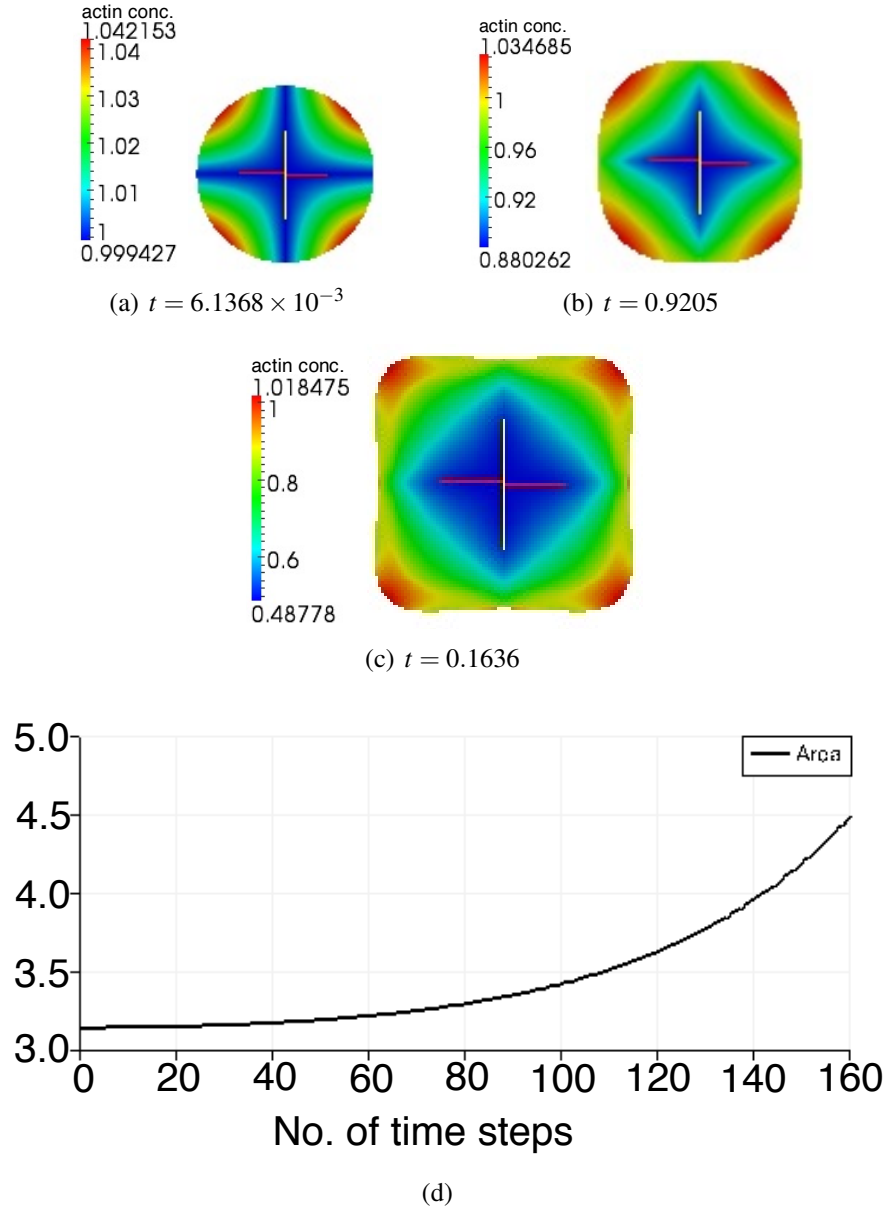 actin conc.
1.042153
1.04
1.03
1.02
1.01
1
0.999427
(a) t = 6.1368 × 10⁻³
actin conc.
1.034685
1
0.96
0.92
0.880262
(b) t = 0.9205
actin conc.
1.018475
1
0.8
0.6
0.48778
(c) t = 0.1636
5.0
4.5
4.0
3.5
3.0
Area
0 20 40 60 80 100 120 140 160
No. of time steps
(d)